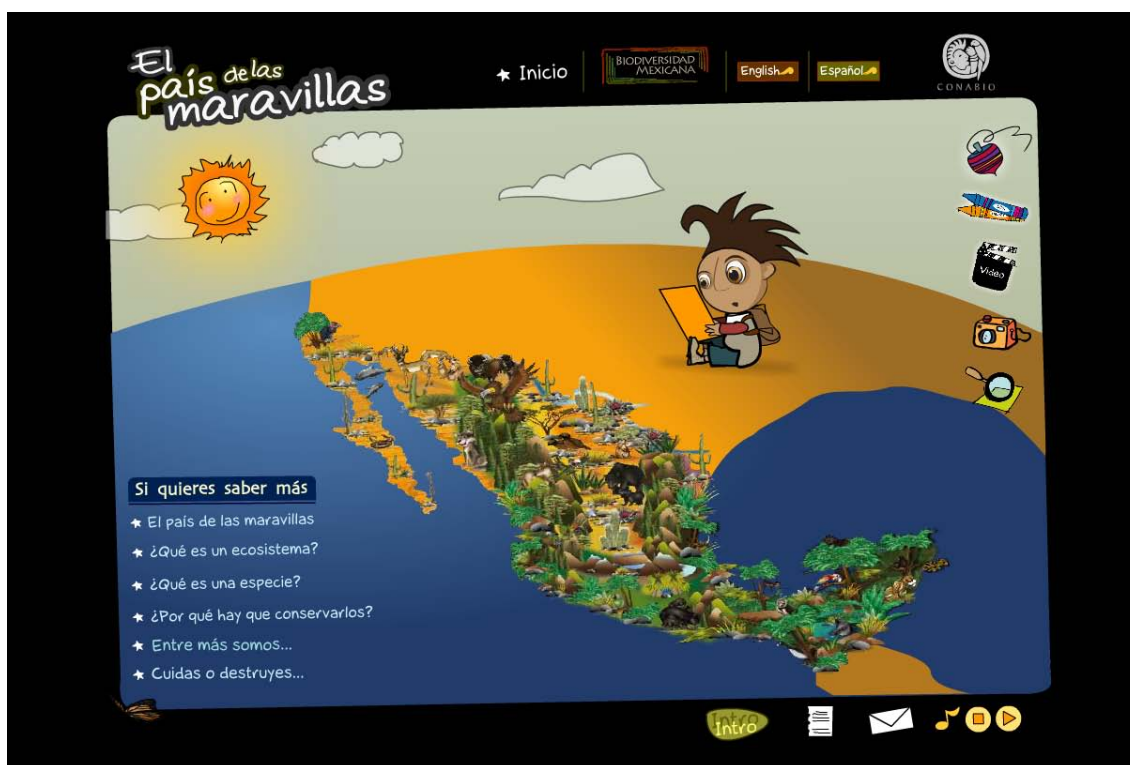 El
país de las
maravillas
Inicio
BIODIVERSIDAD
MEXICANA
English
Español
CONABIO
Video
Si quieres saber más
El país de las maravillas
¿Qué es un ecosistema?
¿Qué es una especie?
¿Por qué hay que conservarlos?
Entre más somos...
Cuidas o destruyes...
Intro